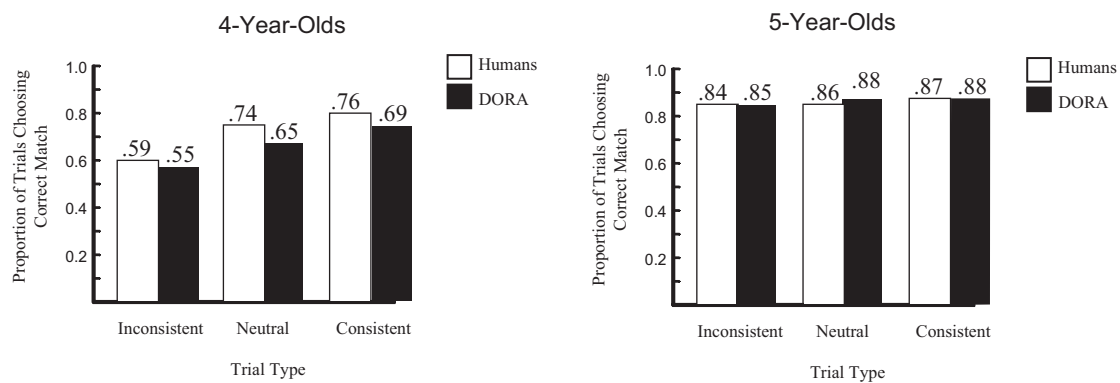 4-Year-Olds
Proportion of Trials Choosing
Correct Match
1.0
0.8
0.6
0.4
0.2
.59
.55
.74
.65
.76
.69
Humans
DORA
Inconsistent
Neutral
Consistent
Trial Type
5-Year-Olds
Proportion of Trials Choosing
Correct Match
1.0
0.8
0.6
0.4
0.2
.84
.85
.86
.88
.87
.88
Humans
DORA
Inconsistent
Neutral
Consistent
Trial Type